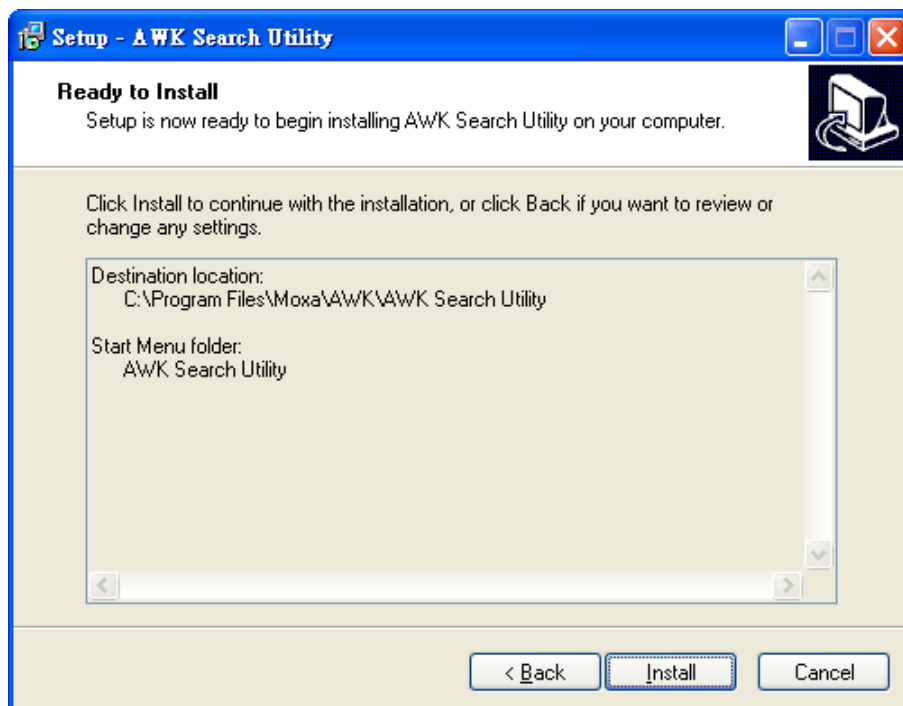 Setup - AWK Search Utility
Ready to Install
Setup is now ready to begin installing AWK Search Utility on your computer.
Click Install to continue with the installation, or click Back if you want to review or
change any settings.
Destination location:
C:\Program Files\Moxa\AWK\AWK Search Utility
Start Menu folder:
AWK Search Utility
< Back
Install
Cancel